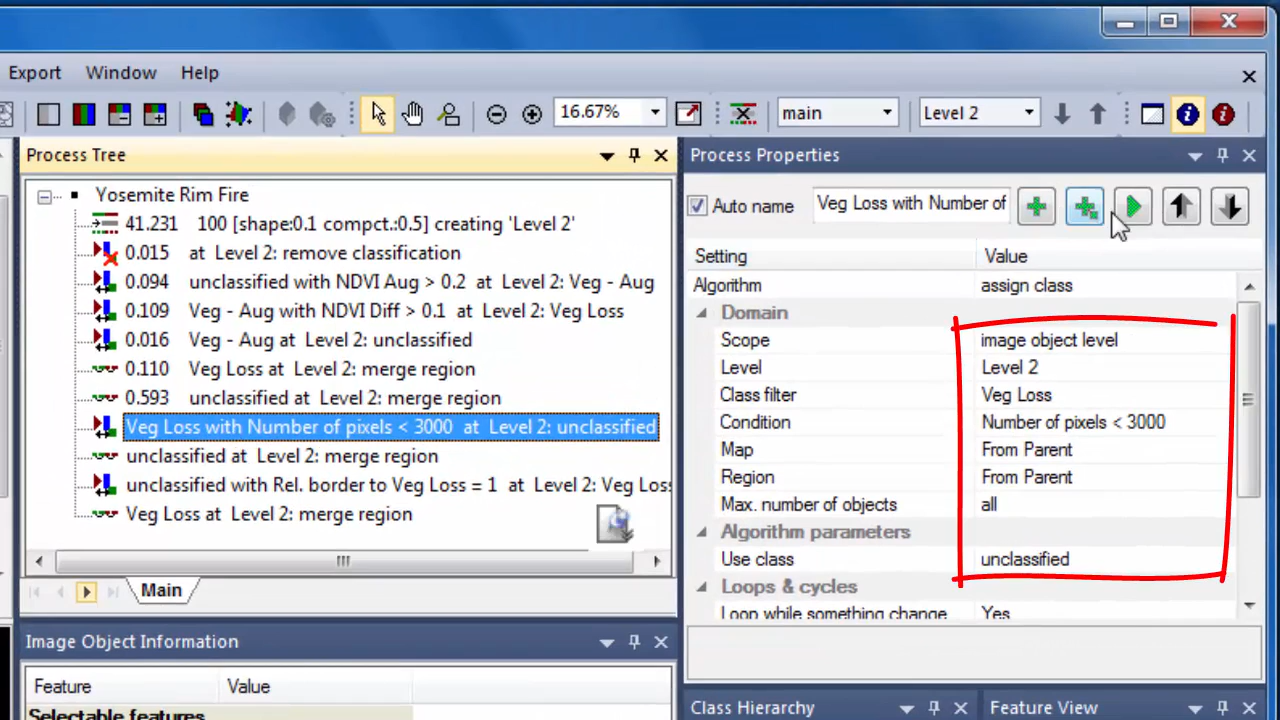 Export Window Help
16.67% main Level 2
Process Tree
Yosemite Rim Fire
41.231 100 [shape:0.1 compct.:0.5] creating 'Level 2'
0.015 at Level 2: remove classification
0.094 unclassified with NDVI Aug > 0.2 at Level 2: Veg - Aug
0.109 Veg - Aug with NDVI Diff > 0.1 at Level 2: Veg Loss
0.016 Veg - Aug at Level 2: unclassified
0.110 Veg Loss at Level 2: merge region
0.593 unclassified at Level 2: merge region
Veg Loss with Number of pixels < 3000 at Level 2: unclassified
unclassified at Level 2: merge region
unclassified with Rel. border to Veg Loss = 1 at Level 2: Veg Loss
Veg Loss at Level 2: merge region
Main
Image Object Information
Feature Value
Selectable features
Process Properties
Auto name Veg Loss with Number of
Setting Value
Algorithm assign class
Domain
Scope image object level
Level Level 2
Class filter Veg Loss
Condition Number of pixels < 3000
Map From Parent
Region From Parent
Max. number of objects all
Algorithm parameters
Use class unclassified
Loops & cycles
Loop while something change Yes
Class Hierarchy
Feature View